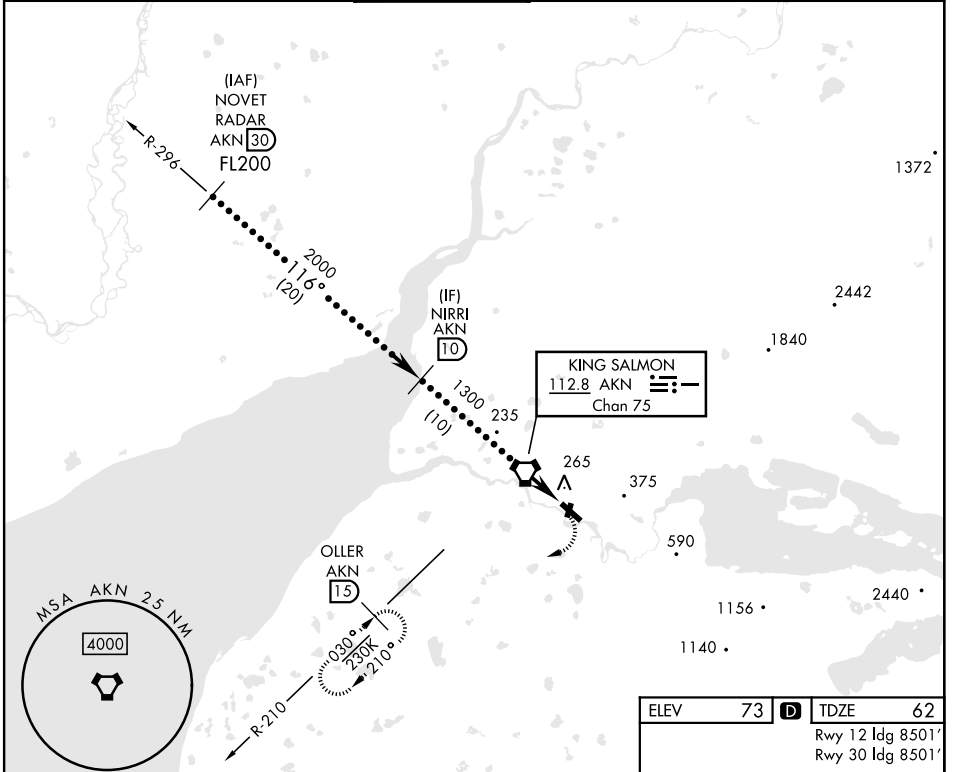 (IAF)
NOVET
RADAR
AKN 30
FL200
R-296
1372
2000
116°
(20)
(IF)
NIRRI
AKN
10
2442
1840
KING SALMON
112.8 AKN
Chan 75
1300
(10)
235
265
375
590
OLLER
AKN
15
030°
230K
210°
R-210
1156
2440
1140
MSA AKN 25 NM
4000
ELEV 73 D TDZE 62
Rwy 12 ldg 8501'
Rwy 30 ldg 8501'